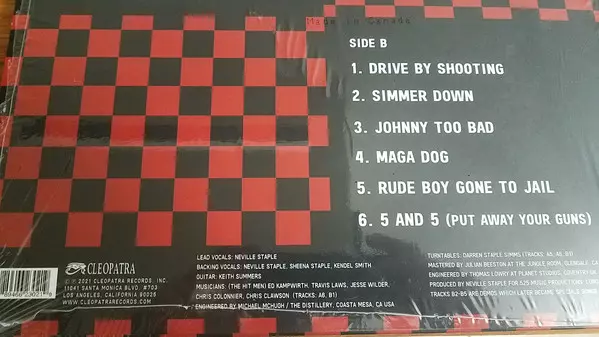 Made in Canada
SIDE B
1. DRIVE BY SHOOTING
2. SIMMER DOWN
3. JOHNNY TOO BAD
4. MAGA DOG
5. RUDE BOY GONE TO JAIL
6. 5 AND 5 (PUT AWAY YOUR GUNS)
CLEOPATRA
℗ © 2021 CLEOPATRA RECORDS, INC.
11041 SANTA MONICA BLVD. #703
LOS ANGELES, CALIFORNIA 90025
WWW.CLEOPATRARECORDS.COM
LEAD VOCALS: NEVILLE STAPLE
BACKING VOCALS: NEVILLE STAPLE, SHEENA STAPLE, KENDEL SMITH
GUITAR: KEITH SUMMERS
MUSICIANS: (THE HIT MEN) ED KAMPWIRTH, TRAVIS LAWS, JESSE WILDER,
CHRIS COLONNIER, CHRIS CLAWSON (TRACKS: A6, B1)
ENGINEERED BY MICHAEL MCHUGH / THE DISTILLERY, COASTA MESA, CA USA
TURNTABLES: DARREN STAPLE SIMMS (TRACKS: A5, A6, B1)
MASTERED BY JULIAN BEESTON AT THE JUNGLE ROOM, GLENDALE, CA
ENGINEERED BY THOMAS LOWRY AT PLANET STUDIOS, COVENTRY
PRODUCED BY NEVILLE STAPLE FOR 525 MUSIC
TRACKS B2-B5 ARE DEMOS WHICH LATER BECAME SPECIALS SONGS